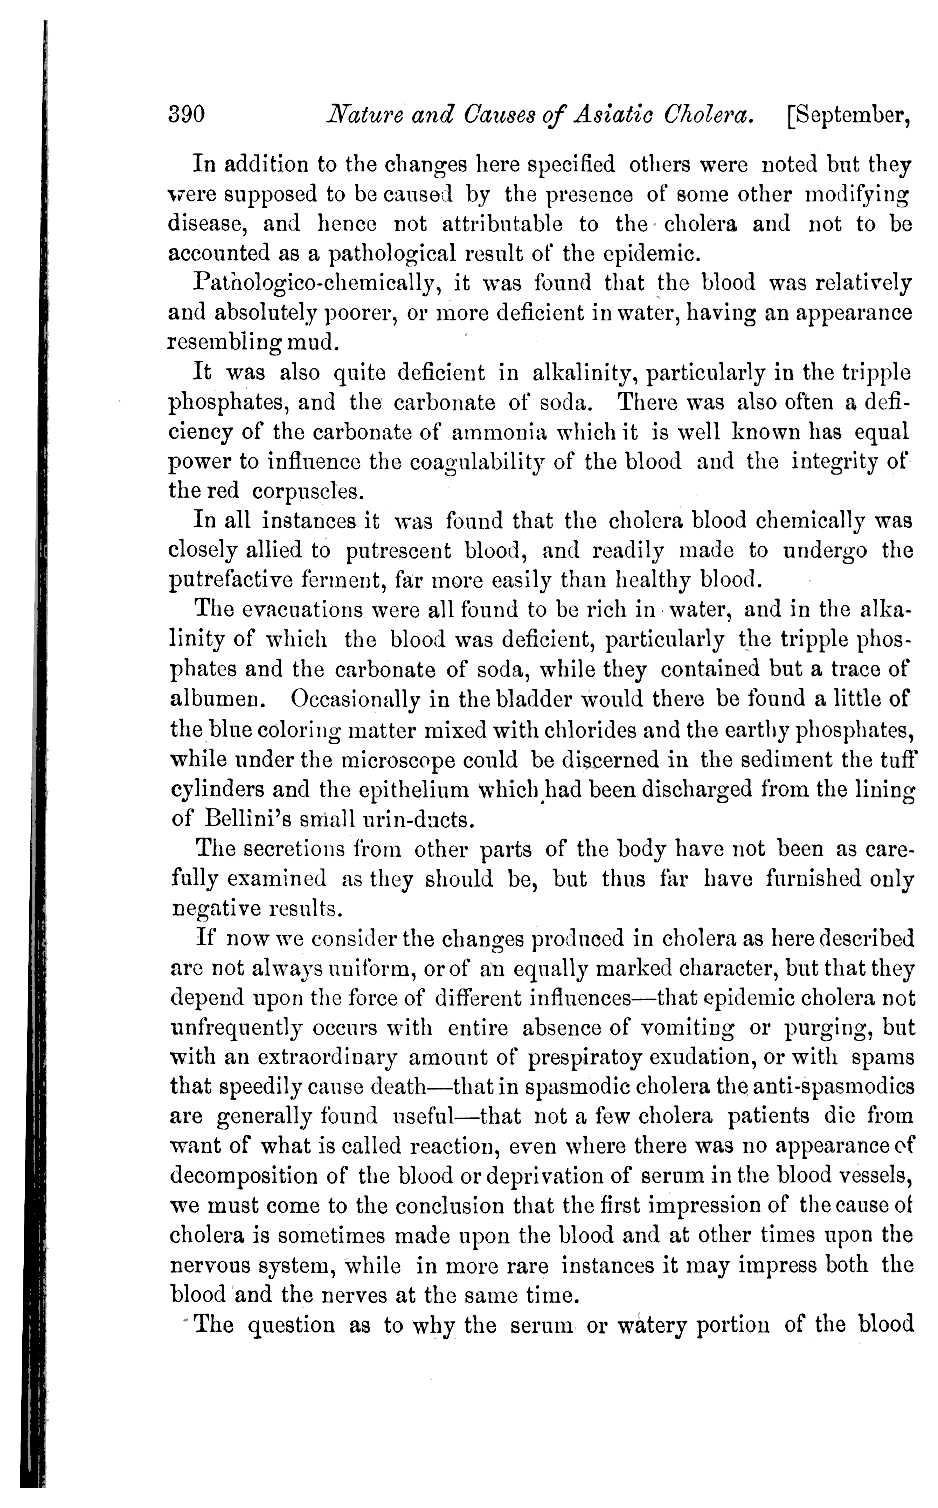 390 Nature and Causes of Asiatic Cholera. [September,
In addition to the changes here specified others were noted but they
were supposed to be caused by the presence of some other modifying
disease, and hence not attributable to the cholera and not to be
accounted as a pathological result of the epidemic.
Pathologico-chemically, it was found that the blood was relatively
and absolutely poorer, or more deficient in water, having an appearance
resembling mud.
It was also quite deficient in alkalinity, particularly in the tripple
phosphates, and the carbonate of soda. There was also often a defi-
ciency of the carbonate of ammonia which it is well known has equal
power to influence the coagulability of the blood and the integrity of
the red corpuscles.
In all instances it was found that the cholera blood chemically was
closely allied to putrescent blood, and readily made to undergo the
putrefactive ferment, far more easily than healthy blood.
The evacuations were all found to be rich in water, and in the alka-
linity of which the blood was deficient, particularly the tripple phos-
phates and the carbonate of soda, while they contained but a trace of
albumen. Occasionally in the bladder would there be found a little of
the blue coloring matter mixed with chlorides and the earthy phosphates,
while under the microscope could be discerned in the sediment the tuff
cylinders and the epithelium which had been discharged from the lining
of Bellini's small urin-ducts.
The secretions from other parts of the body have not been as care-
fully examined as they should be, but thus far have furnished only
negative results.
If now we consider the changes produced in cholera as here described
are not always uniform, or of an equally marked character, but that they
depend upon the force of different influences—that epidemic cholera not
unfrequently occurs with entire absence of vomiting or purging, but
with an extraordinary amount of prespiratoy exudation, or with spams
that speedily cause death—that in spasmodic cholera the anti-spasmodics
are generally found useful—that not a few cholera patients die from
want of what is called reaction, even where there was no appearance of
decomposition of the blood or deprivation of serum in the blood vessels,
we must come to the conclusion that the first impression of the cause of
cholera is sometimes made upon the blood and at other times upon the
nervous system, while in more rare instances it may impress both the
blood and the nerves at the same time.
The question as to why the serum or watery portion of the blood